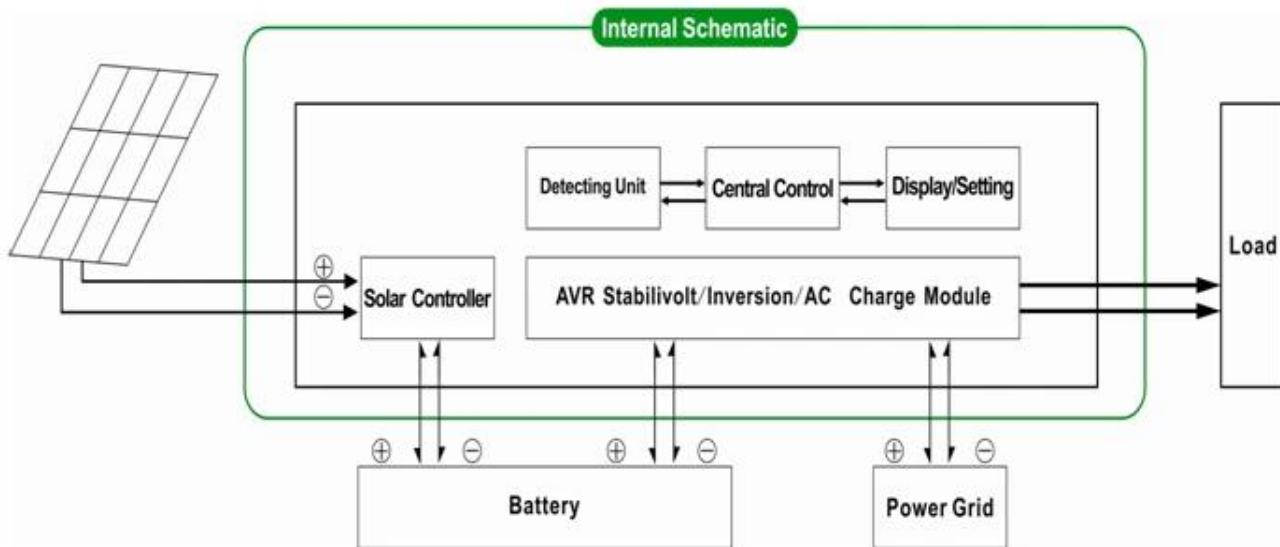 Internal Schematic
Detecting Unit
Central Control
Display/Setting
Load
⊕
⊖
Solar Controller
AVR Stabilivolt/Inversion/AC Charge Module
⊕ ⊖ ⊕ ⊖ ⊕ ⊖
Battery
Power Grid